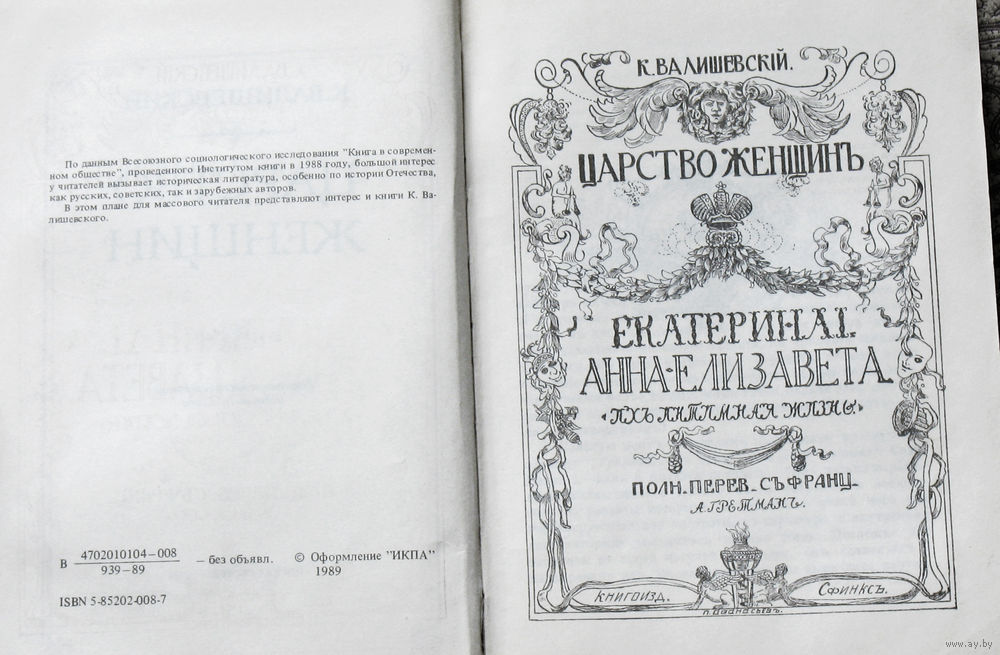 По данным Всесоюзного социологического исследования "Книга в современ-
ном обществе", проведенного Институтом книги в 1988 году, большой интерес
у читателей вызывает историческая литература, особенно по истории Отечества,
как русских, советских, так и зарубежных авторов.
В этом плане для массового читателя представляют интерес и книги К. Ва-
лишевского.
В 4702010104—008
939—89
— без объявл. © Оформление "ИКПА"
1989
ISBN 5-85202-008-7
К. ВАЛИШЕВСКІЙ.
ЦАРСТВО ЖЕНЩИНЪ
ЕКАТЕРИНА I.
АННА·ЕЛИЗАВЕТА.
«ИХЪ ИНТИМНАЯ ЖИЗНЬ»
ПОЛН. ПЕРЕВ. СЪ ФРАНЦ.
А ГРЕТМАНЪ.
КНИГОИЗД. СФИНКСЪ.
www.ay.by